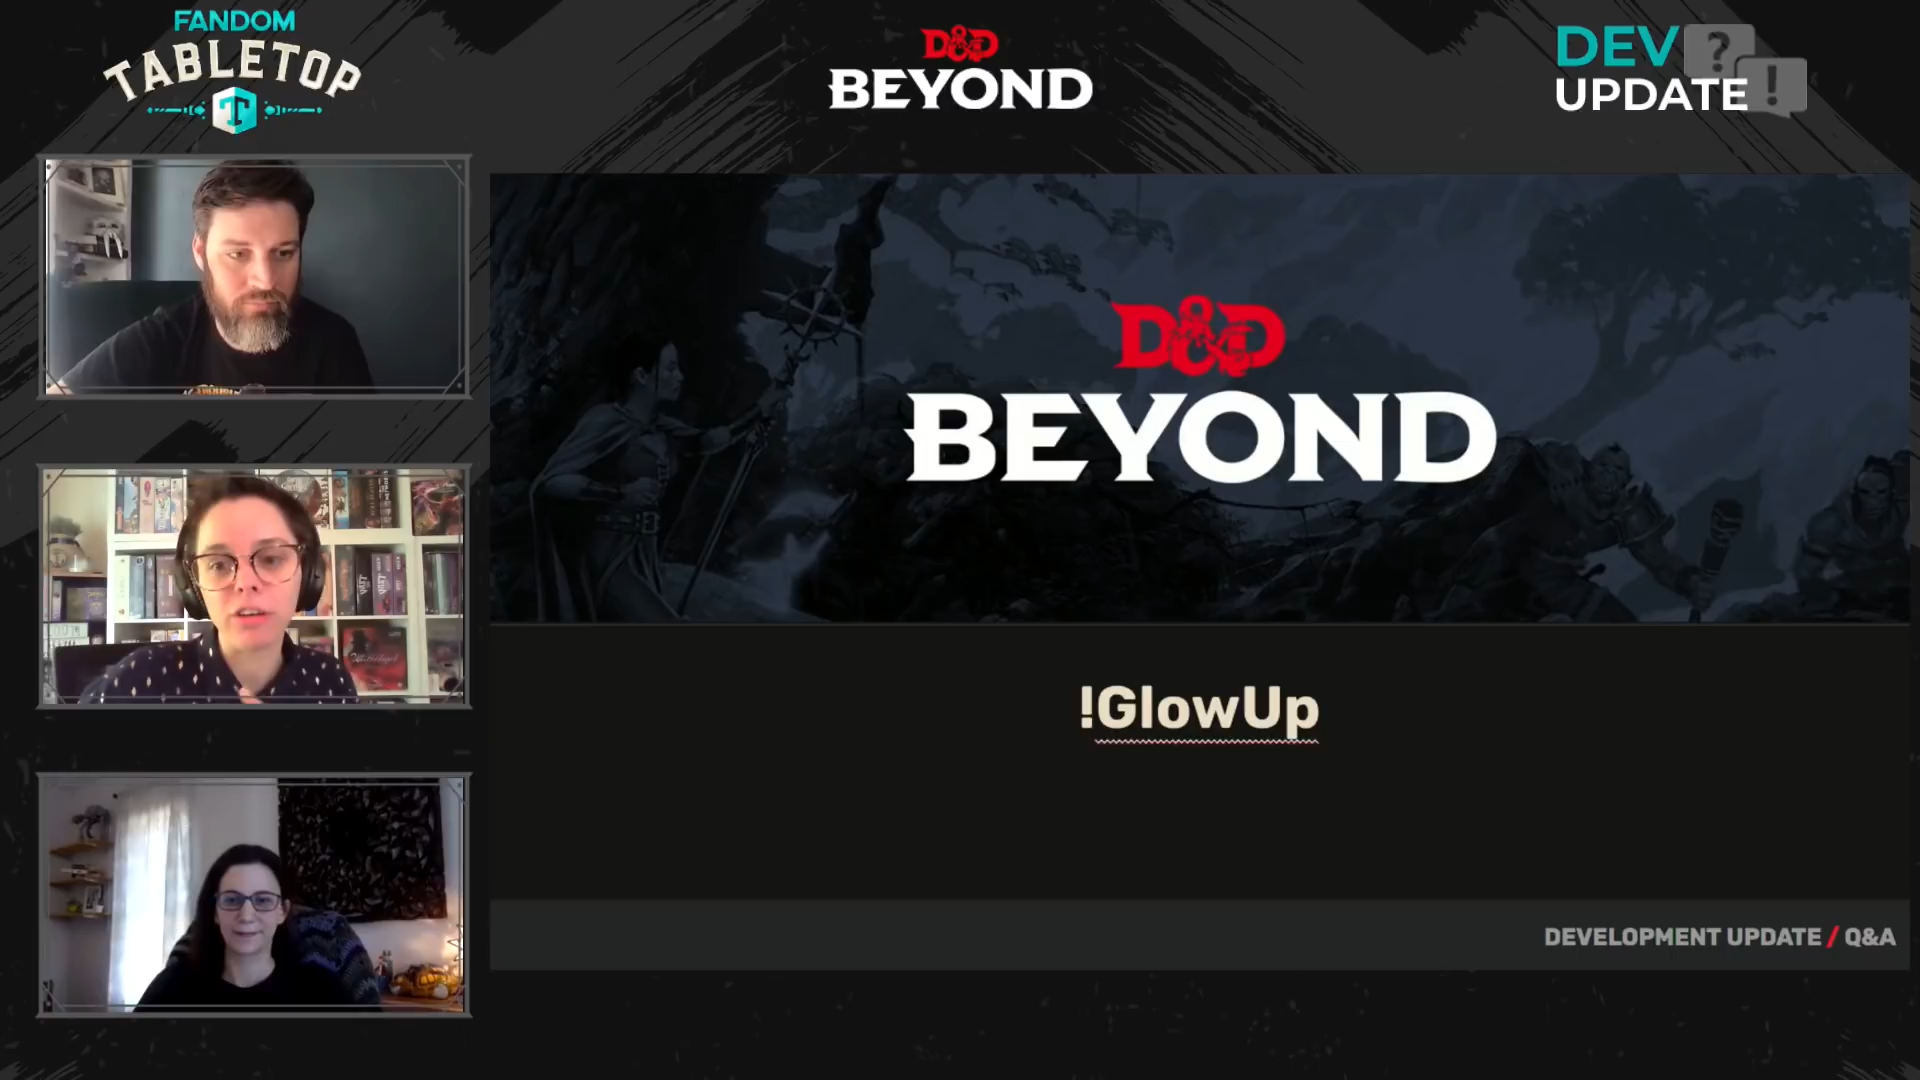 FANDOM
TABLETOP
T
D&D
BEYOND
DEV ?
UPDATE !
D&D
BEYOND
!GlowUp
DEVELOPMENT UPDATE / Q&A